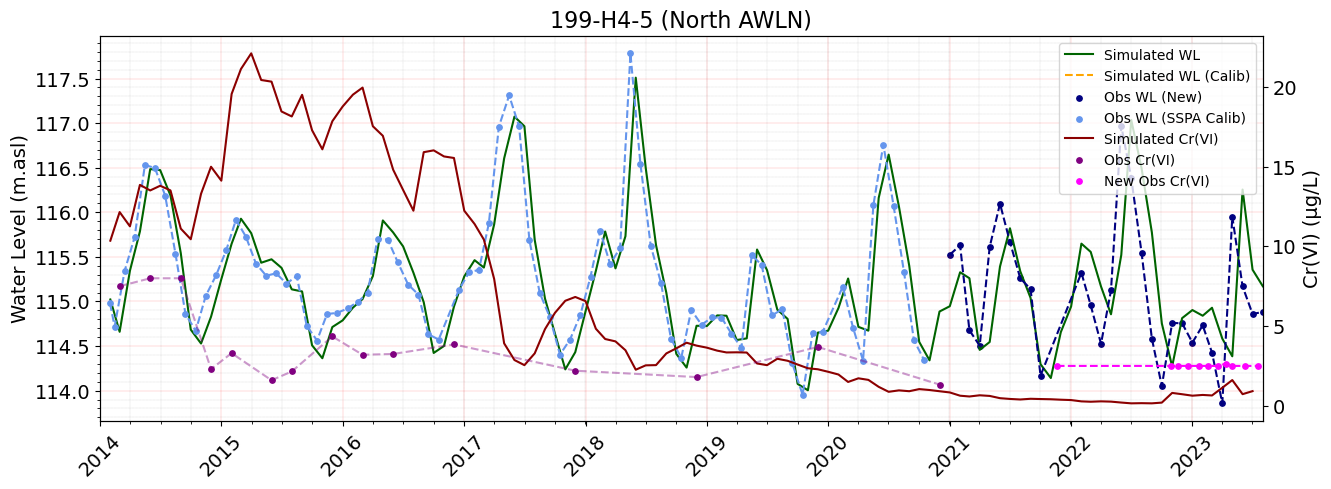 199-H4-5 (North AWLN)
Water Level (m.asl)
117.5
117.0
116.5
116.0
115.5
115.0
114.5
114.0
Simulated WL
Simulated WL (Calib)
Obs WL (New)
Obs WL (SSPA Calib)
Simulated Cr(VI)
Obs Cr(VI)
New Obs Cr(VI)
20
15
10
5
0
Cr(VI) (µg/L)
2014
2015
2016
2017
2018
2019
2020
2021
2022
2023